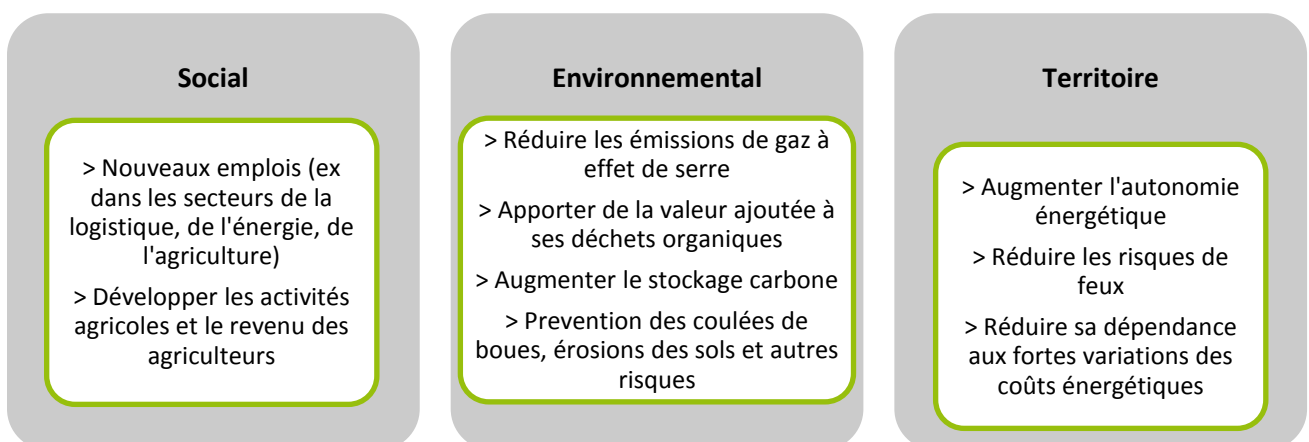 Social
> Nouveaux emplois (ex
dans les secteurs de la
logistique, de l'énergie, de
l'agriculture)
> Développer les activités
agricoles et le revenu des
agriculteurs
Environnemental
> Réduire les émissions de gaz à
effet de serre
> Apporter de la valeur ajoutée à
ses déchets organiques
> Augmenter le stockage carbone
> Prevention des coulées de
boues, érosions des sols et autres
risques
Territoire
> Augmenter l'autonomie
énergétique
> Réduire les risques de
feux
> Réduire sa dépendance
aux fortes variations des
coûts énergétiques